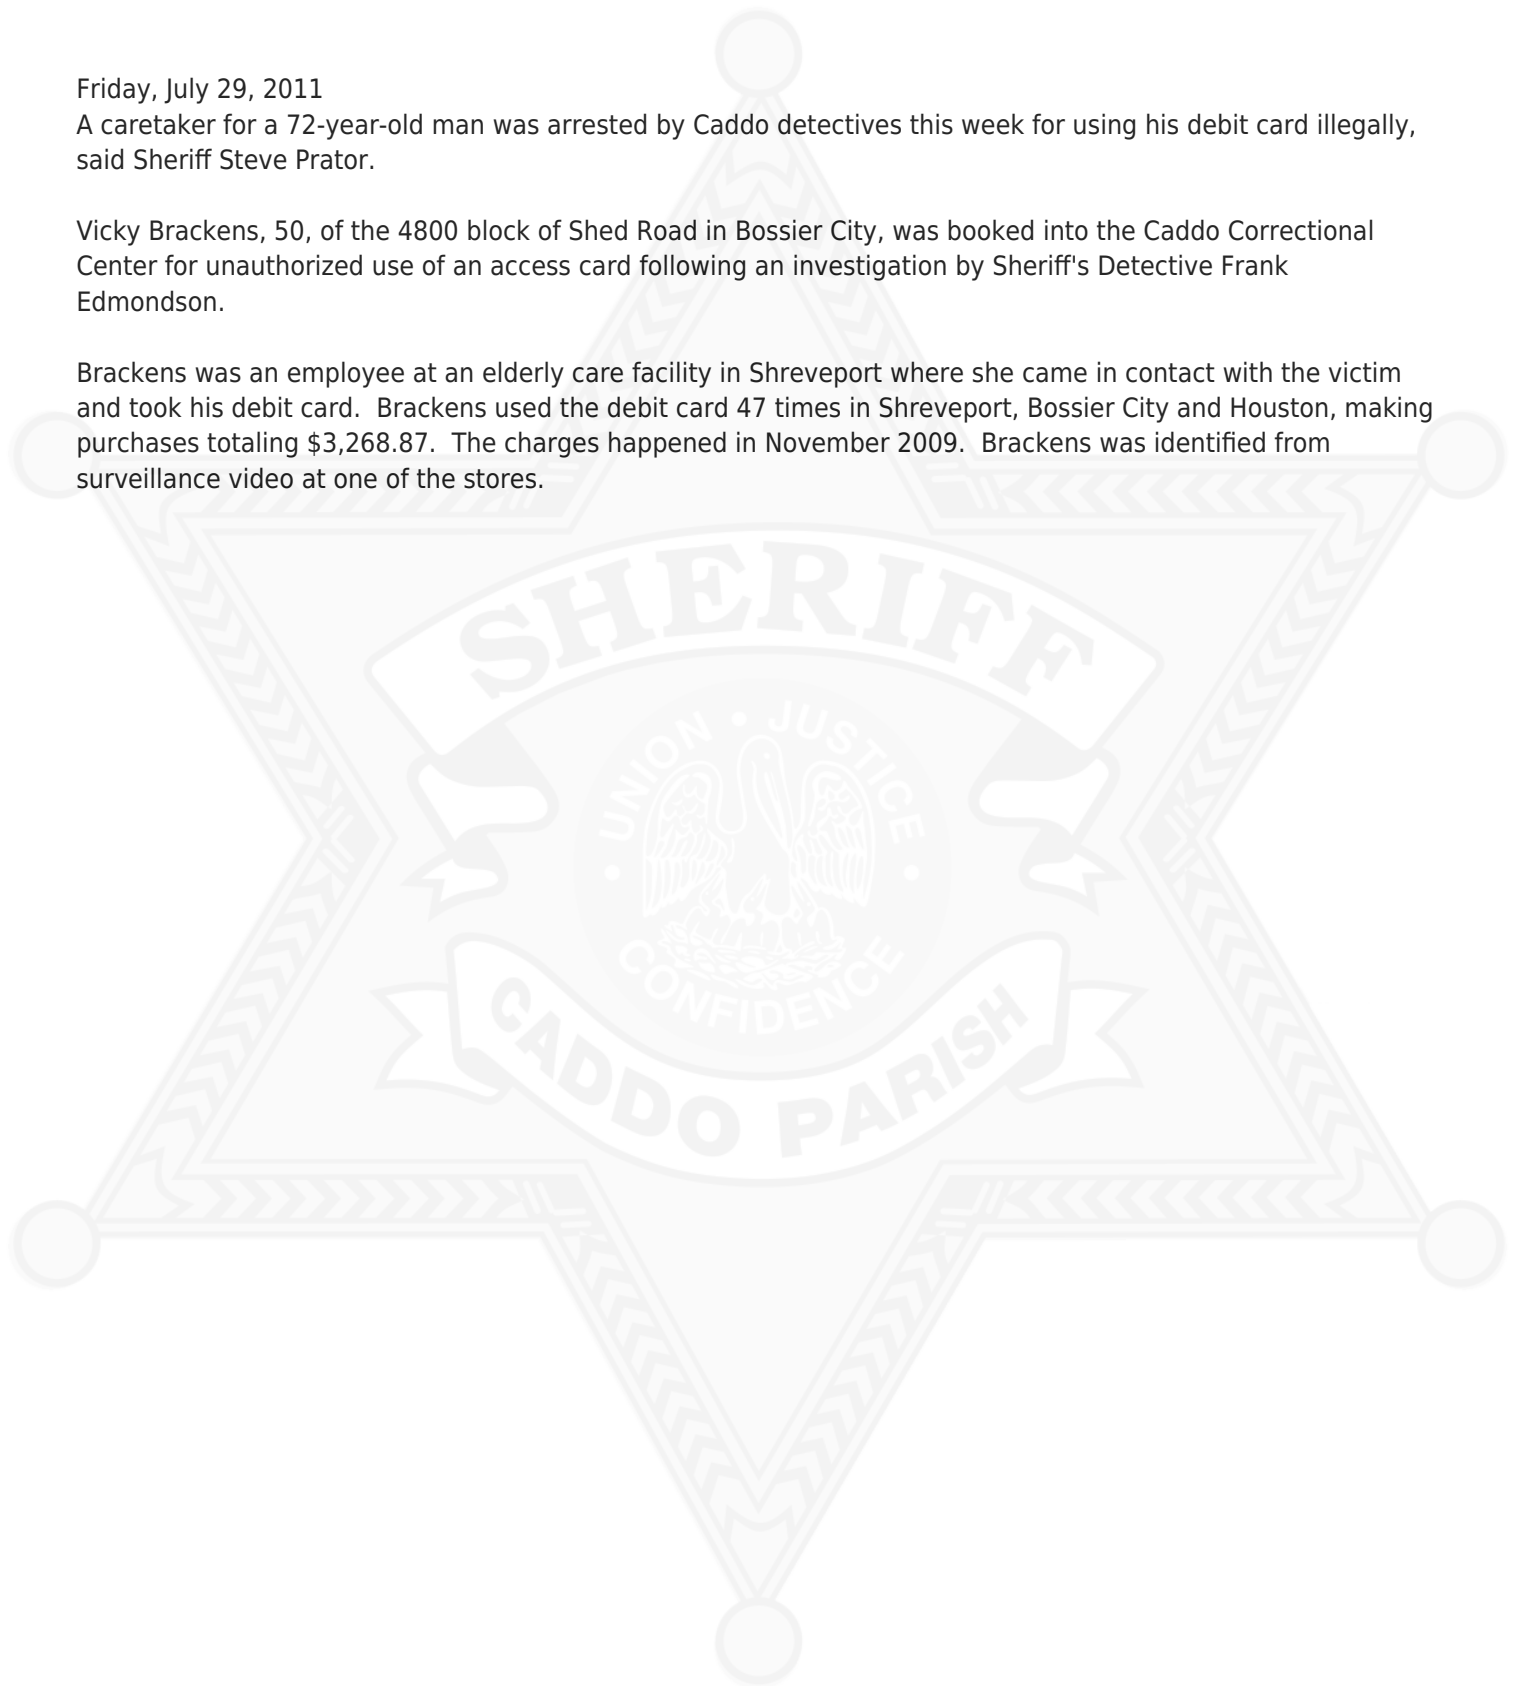 Friday, July 29, 2011
A caretaker for a 72-year-old man was arrested by Caddo detectives this week for using his debit card illegally,
said Sheriff Steve Prator.
Vicky Brackens, 50, of the 4800 block of Shed Road in Bossier City, was booked into the Caddo Correctional
Center for unauthorized use of an access card following an investigation by Sheriff's Detective Frank
Edmondson.
Brackens was an employee at an elderly care facility in Shreveport where she came in contact with the victim
and took his debit card.  Brackens used the debit card 47 times in Shreveport, Bossier City and Houston, making
purchases totaling $3,268.87.  The charges happened in November 2009.  Brackens was identified from
surveillance video at one of the stores.
SHERIFF
UNION • JUSTICE
• CONFIDENCE •
CADDO PARISH